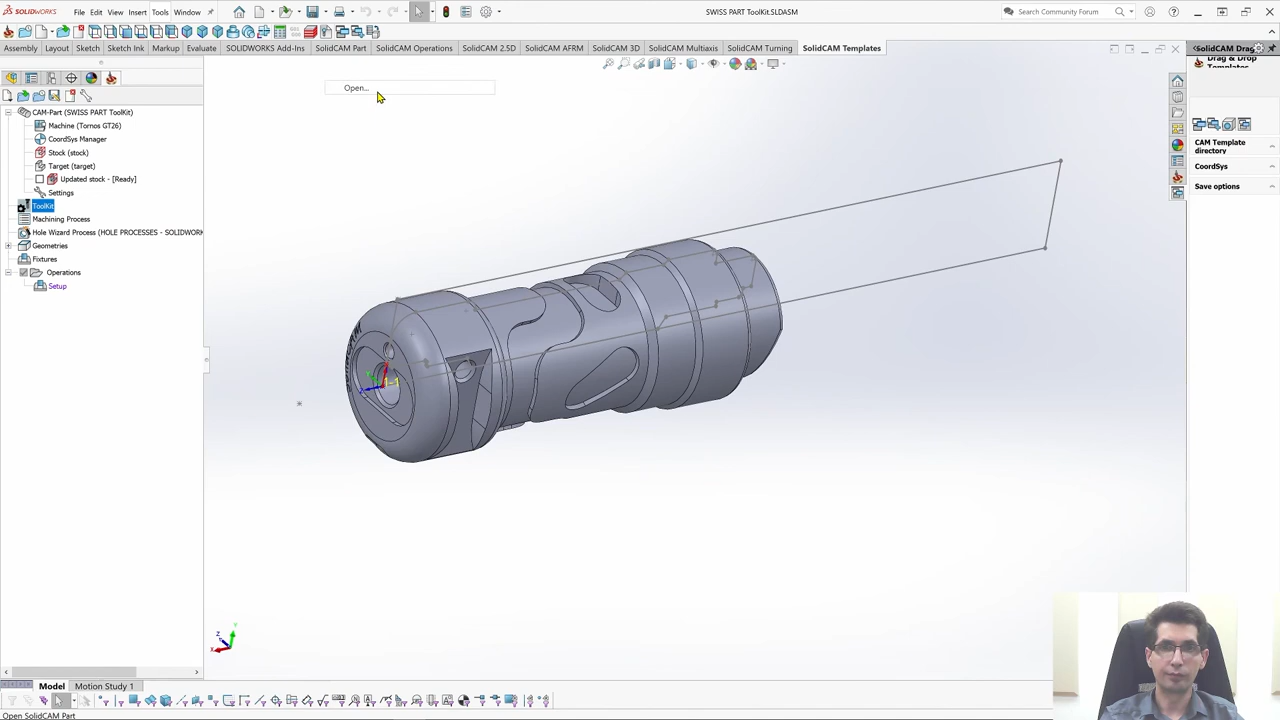 SOLIDWORKS File Edit View Insert Tools Window SWISS PART ToolKit.SLDASM Search Community Forum
Assembly Layout Sketch Sketch Ink Markup Evaluate SOLIDWORKS Add-Ins SolidCAM Part SolidCAM Operations SolidCAM 2.5D SolidCAM AFRM SolidCAM 3D SolidCAM Multiaxis SolidCAM Turning SolidCAM Templates
SolidCAM Drag...
Drag & Drop
Templates
Open...
CAM-Part (SWISS PART ToolKit)
Machine (Tornos GT26)
CoordSys Manager
Stock (stock)
Target (target)
Updated stock - [Ready]
Settings
ToolKit
Machining Process
Hole Wizard Process (HOLE PROCESSES - SOLIDWORK
Geometries
Fixtures
Operations
Setup
CAM Template
directory
CoordSys
Save options
1-1
Y
Z
X
Model Motion Study 1
Open SolidCAM Part